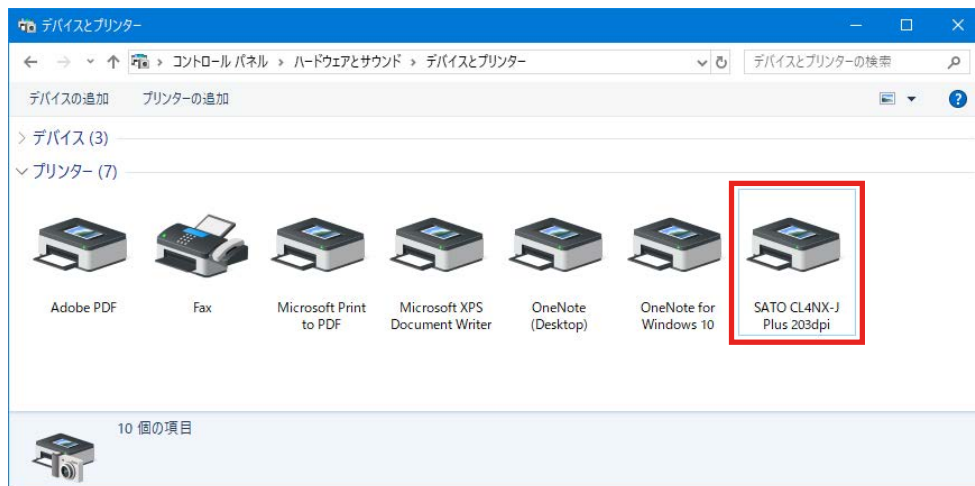 デバイスとプリンター
コントロール パネル › ハードウェアとサウンド › デバイスとプリンター
デバイスとプリンターの検索
デバイスの追加 プリンターの追加
デバイス (3)
プリンター (7)
Adobe PDF
Fax
Microsoft Print
to PDF
Microsoft XPS
Document Writer
OneNote
(Desktop)
OneNote for
Windows 10
SATO CL4NX-J
Plus 203dpi
10 個の項目